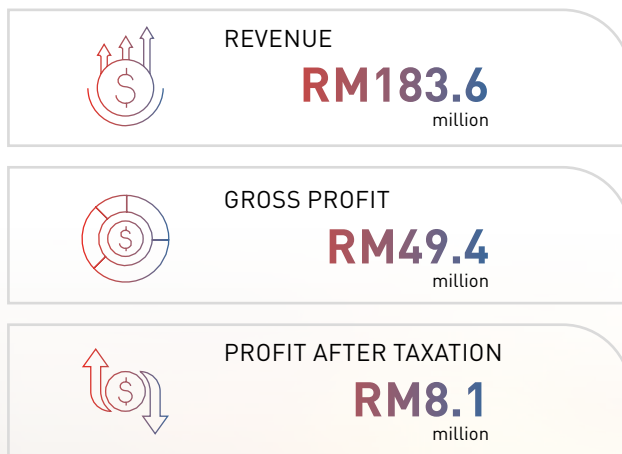 REVENUE
RM183.6
million
GROSS PROFIT
RM49.4
million
PROFIT AFTER TAXATION
RM8.1
million